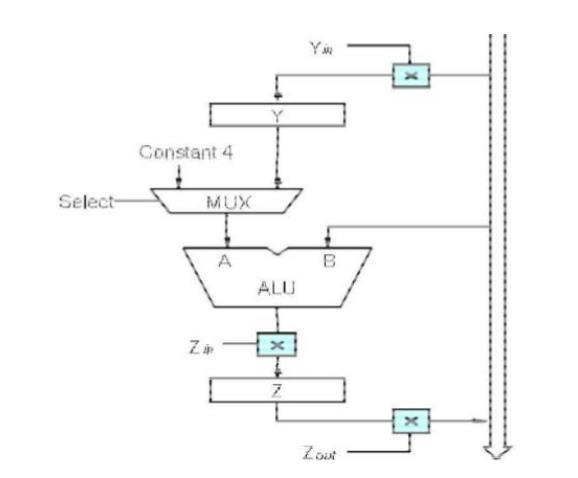 Yin
×
Y
Constant 4
Select
MUX
A
B
ALU
Zin
×
Z
×
Zout